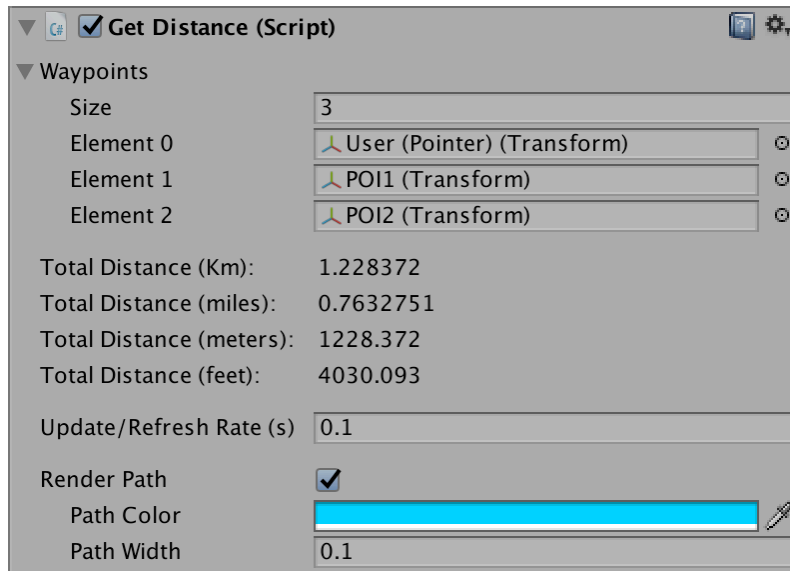 C# Get Distance (Script) ?
Waypoints
Size 3
Element 0 User (Pointer) (Transform)
Element 1 POI1 (Transform)
Element 2 POI2 (Transform)
Total Distance (Km): 1.228372
Total Distance (miles): 0.7632751
Total Distance (meters): 1228.372
Total Distance (feet): 4030.093
Update/Refresh Rate (s) 0.1
Render Path
Path Color
Path Width 0.1